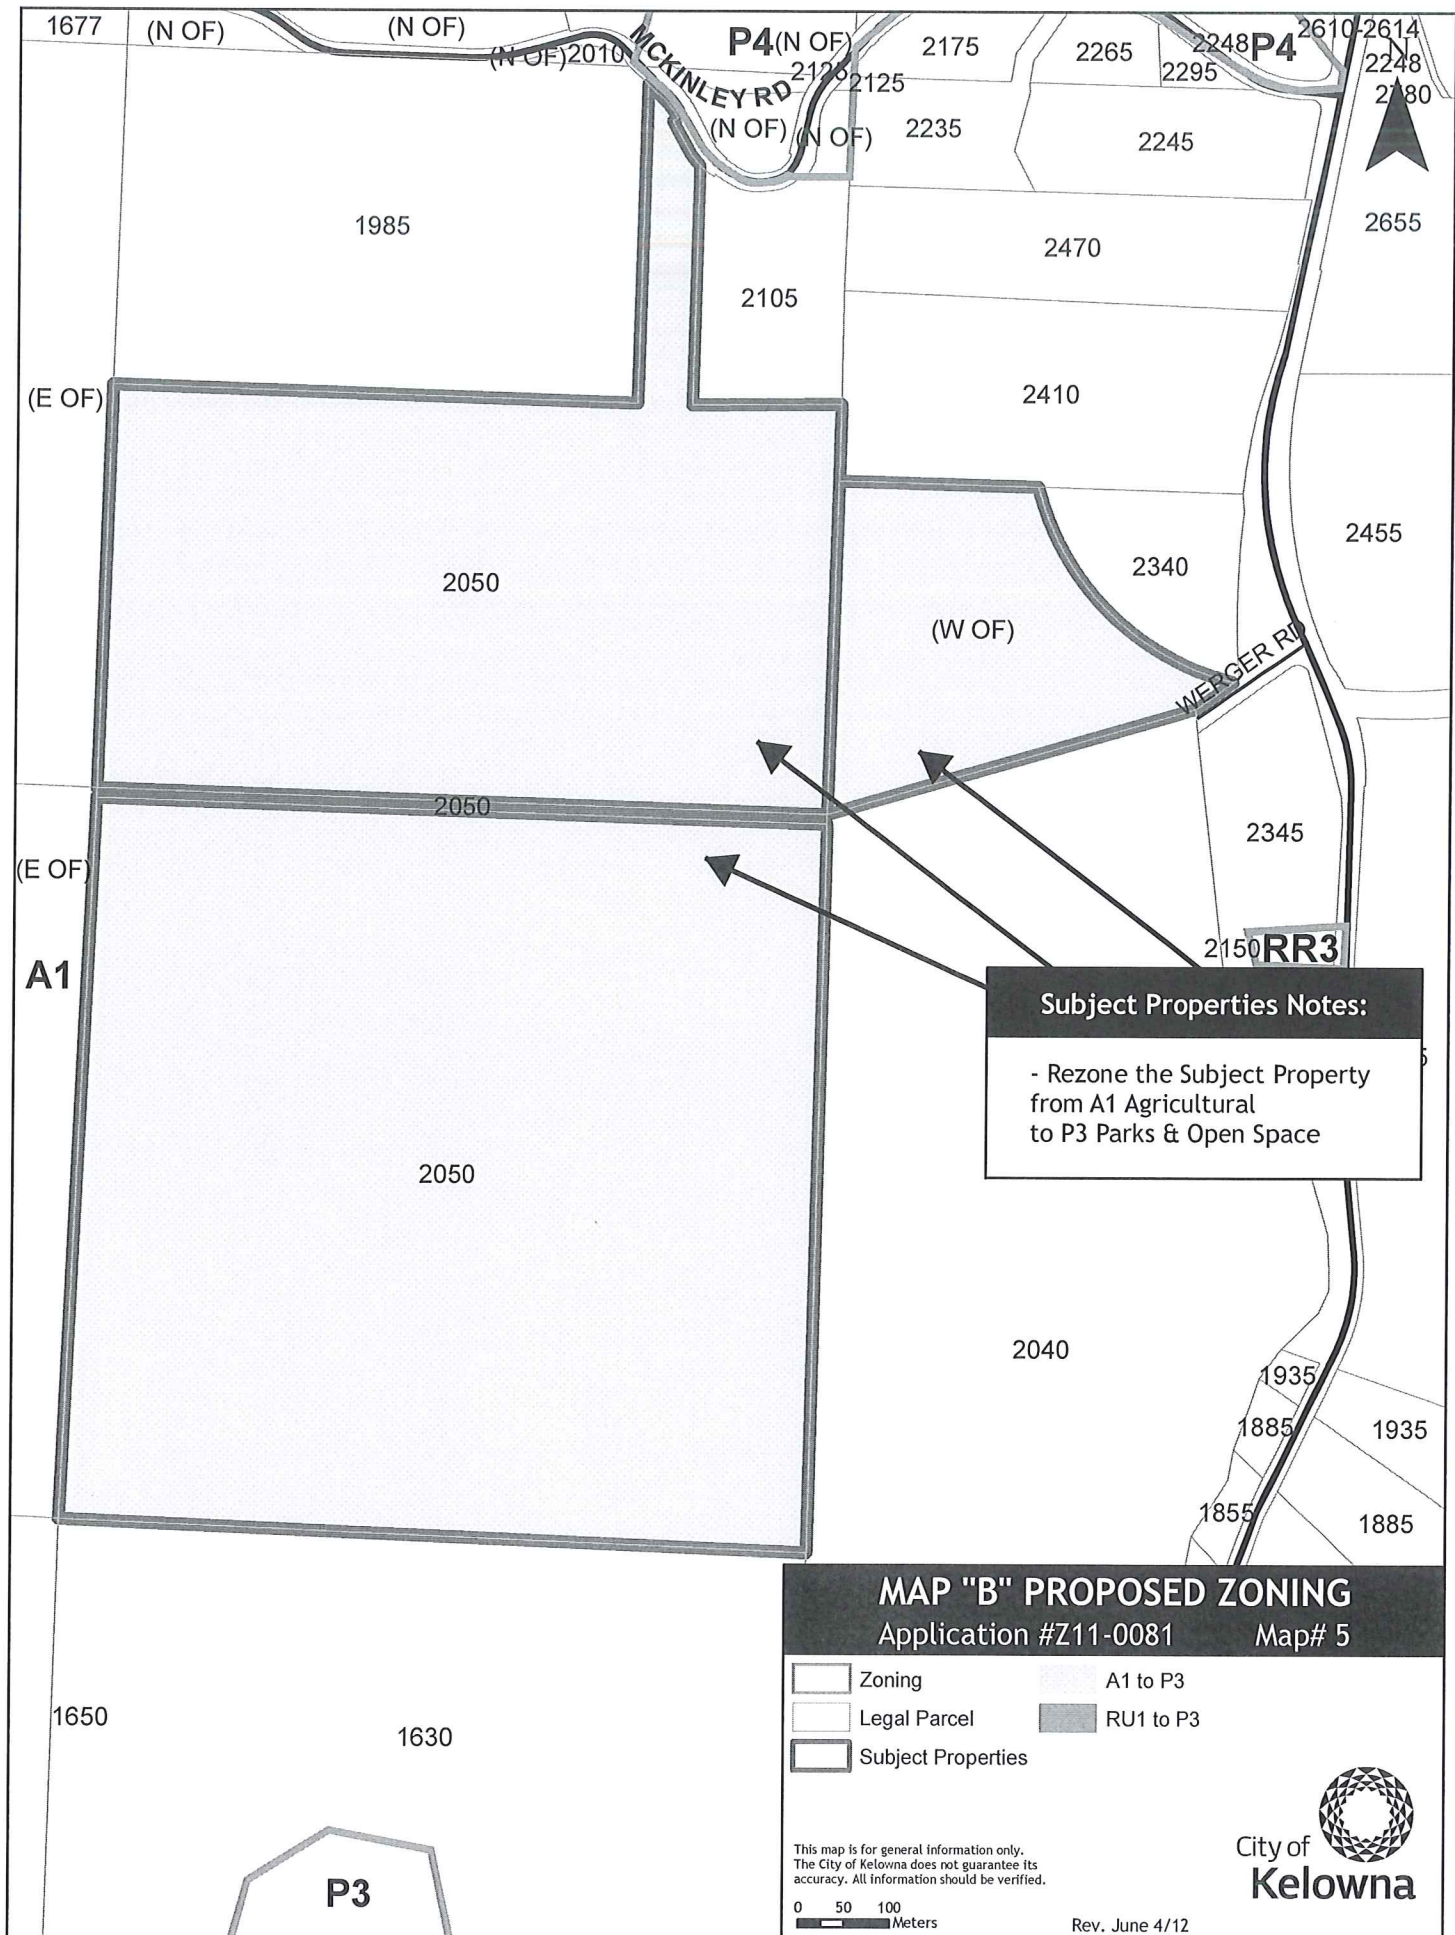 1677
(N OF)
(N OF)
(N OF)
2010
MCKINLEY RD
P4
(N OF)
2125
2175
2265
2248
P4
2295
2610-2614
N
2248
2780
(N OF)
(N OF)
2235
2245
1985
2105
2470
2655
(E OF)
2410
2050
2340
2455
(W OF)
WERGER RD
2050
(E OF)
2345
A1
2150
RR3
Subject Properties Notes:
- Rezone the Subject Property
from A1 Agricultural
to P3 Parks & Open Space
2050
2040
1935
1885
1935
1855
1885
MAP "B" PROPOSED ZONING
Application #Z11-0081 Map# 5
Zoning
A1 to P3
Legal Parcel
RU1 to P3
Subject Properties
1650
1630
P3
This map is for general information only.
The City of Kelowna does not guarantee its
accuracy. All information should be verified.
0 50 100
Meters
Rev. June 4/12
City of
Kelowna